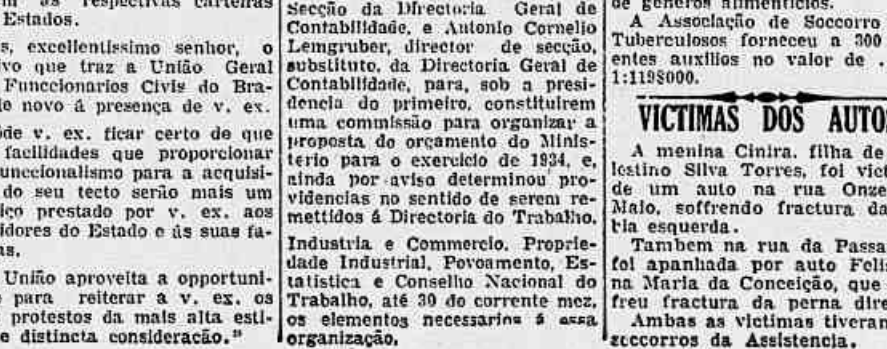 as respectivas carteiras
Estados.
s, excellentissimo senhor, o
vo que traz a União Geral
Funccionarios Civis do Bra-
e novo á presença de v. ex.
de v. ex. ficar certo de que
facilidades que proporcionar
unccionalismo para a acquisi-
do seu tecto serão mais um
iço prestado por v. ex. aos
idores do Estado e ás suas fa-
as.
União aproveita a opportuni-
para reiterar a v. ex. os
protestos da mais alta esti-
e distincta consideração."
Secção da Directoria Geral de
Contabilidade, e Antonio Cornelio
Lemgruber, director de secção,
substituto, da Directoria Geral de
Contabilidade, para, sob a presi-
dencia do primeiro, constituirem
uma commissão para organizar a
proposta do orçamento do Minis-
terio para o exercicio de 1934, e,
ainda por aviso determinou pro-
videncias no sentido de serem re-
mettidos á Directoria do Trabalho,
Industria e Commercio, Proprie-
dade Industrial, Povoamento, Es-
tatistica e Conselho Nacional do
Trabalho, até 30 do corrente mez,
os elementos necessarios á essa
organização.
de generos alimenticios.
A Associação de Soccorro
Tuberculosos forneceu a 300
entes auxilios no valor de .
1:119$000.
VICTIMAS DOS AUTO
A menina Cinira, filha de
lestino Silva Torres, foi vict
de um auto na rua Onze
Maio, soffrendo fractura da
bia esquerda.
Tambem na rua da Passa
foi apanhada por auto Felis
na Maria da Conceição, que
freu fractura da perna dire
Ambas as victimas tiveram
soccorros da Assistencia.